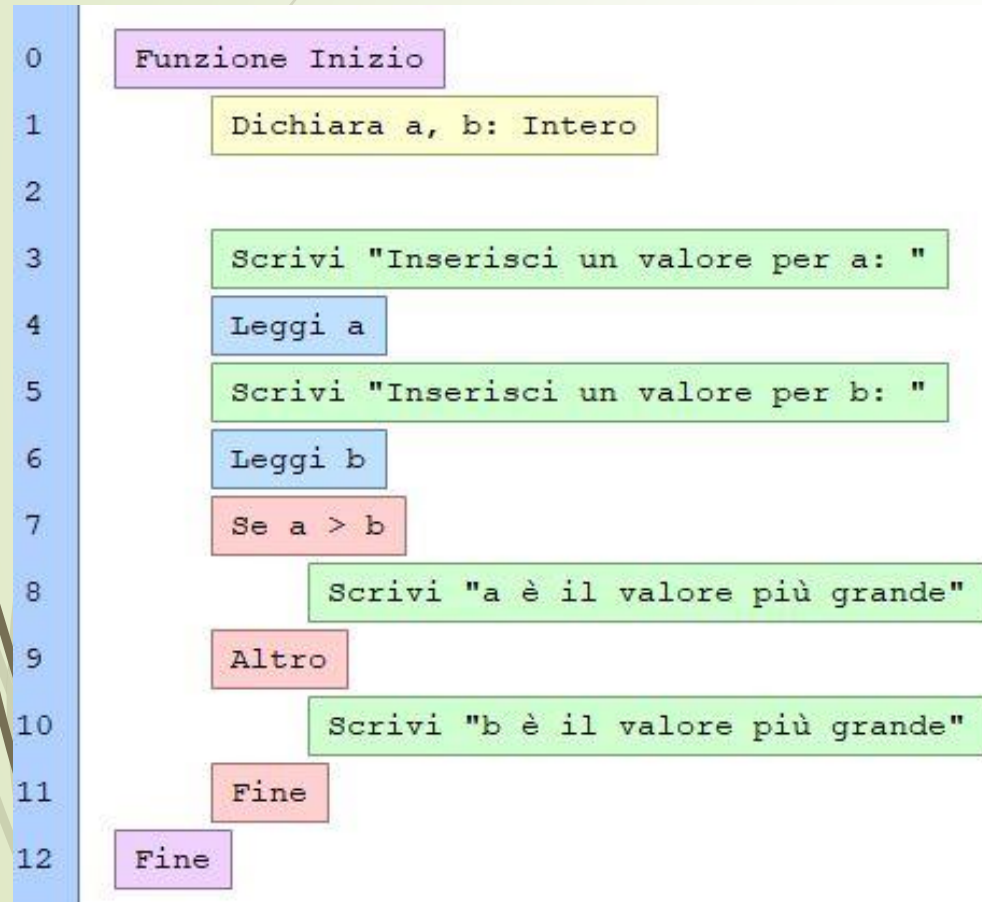 0 Funzione Inizio
1 Dichiara a, b: Intero
2
3 Scrivi "Inserisci un valore per a: "
4 Leggi a
5 Scrivi "Inserisci un valore per b: "
6 Leggi b
7 Se a > b
8 Scrivi "a è il valore più grande"
9 Altro
10 Scrivi "b è il valore più grande"
11 Fine
12 Fine